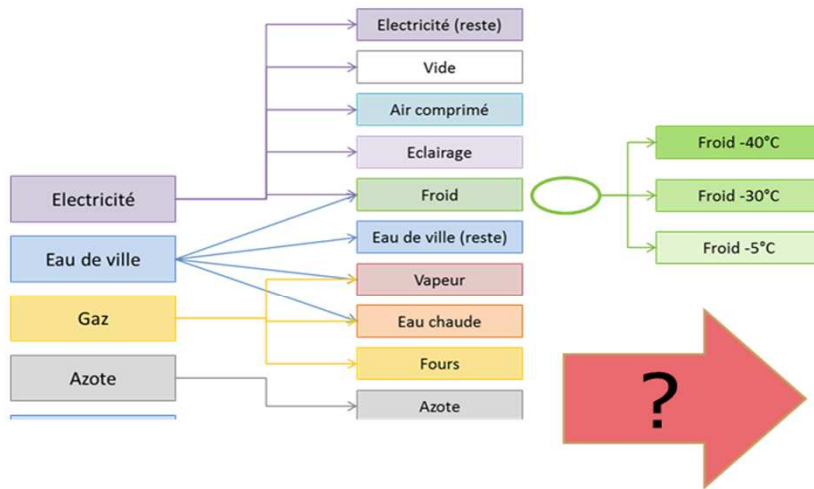 Electricité
Eau de ville
Gaz
Azote
Electricité (reste)
Vide
Air comprimé
Eclairage
Froid
Eau de ville (reste)
Vapeur
Eau chaude
Fours
Azote
Froid -40°C
Froid -30°C
Froid -5°C
?